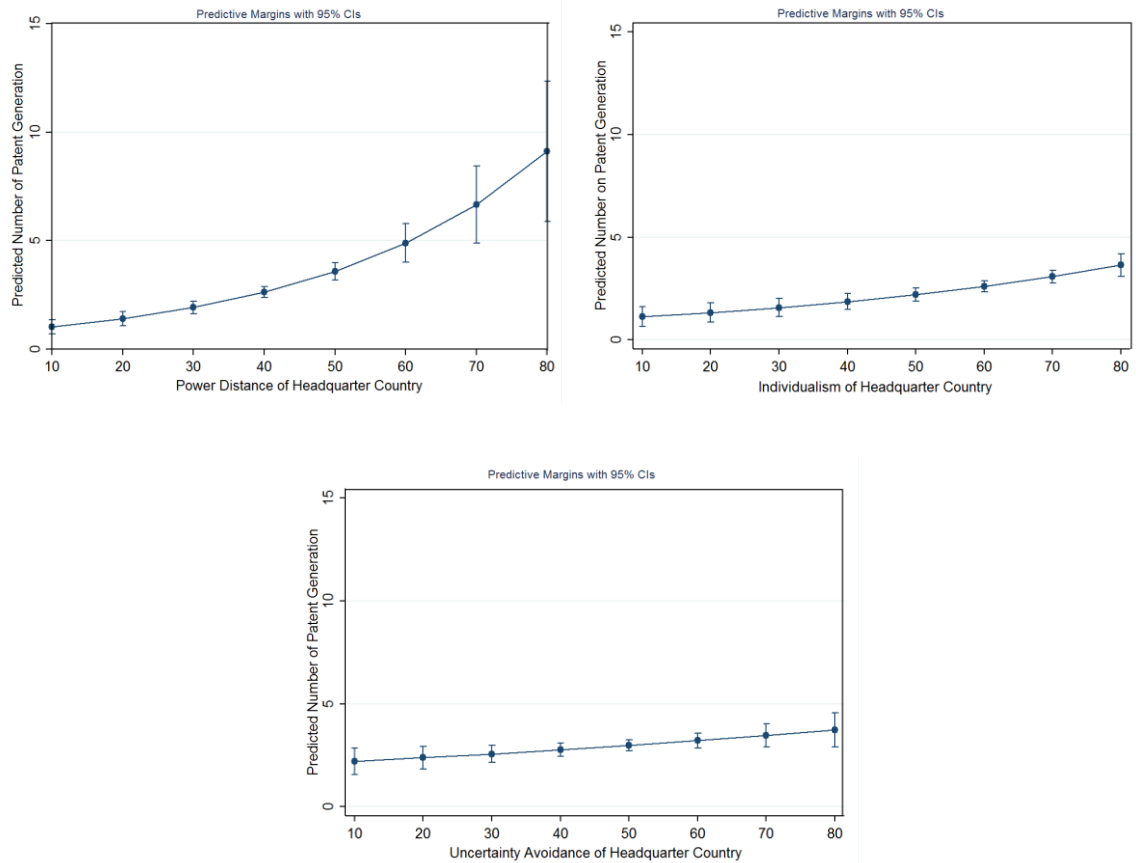 Predictive Margins with 95% CIs
15
10
5
0
Predicted Number of Patent Generation
10 20 30 40 50 60 70 80
Power Distance of Headquarter Country
Predictive Margins with 95% CIs
15
10
5
0
Predicted Number on Patent Generation
10 20 30 40 50 60 70 80
Individualism of Headquarter Country
Predictive Margins with 95% CIs
15
10
5
0
Predicted Number of Patent Generation
10 20 30 40 50 60 70 80
Uncertainty Avoidance of Headquarter Country